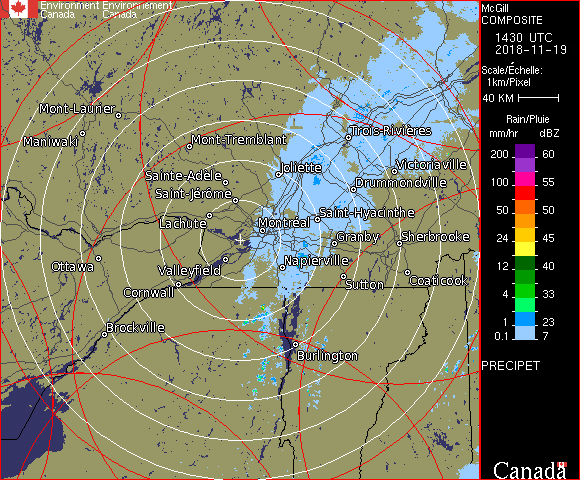 Environment Environnement
Canada Canada
McGill
COMPOSITE
1430 UTC
2018-11-19
Scale/Échelle:
1km/Pixel
40 KM
Rain/Pluie
mm/hr dBZ
200 60
150 57
100 55
50 50
24 45
12 40
4 33
1 23
0.1 7
PRECIPET
Canada
Mont-Laurier
Maniwaki
Mont-Tremblant
Trois-Rivières
Sainte-Adèle
Joliette
Victoriaville
Saint-Jérôme
Drummondville
Lachute
Montréal
Saint-Hyacinthe
Granby
Sherbrooke
Ottawa
Valleyfield
Napierville
Cornwall
Sutton
Coaticook
Brockville
Burlington